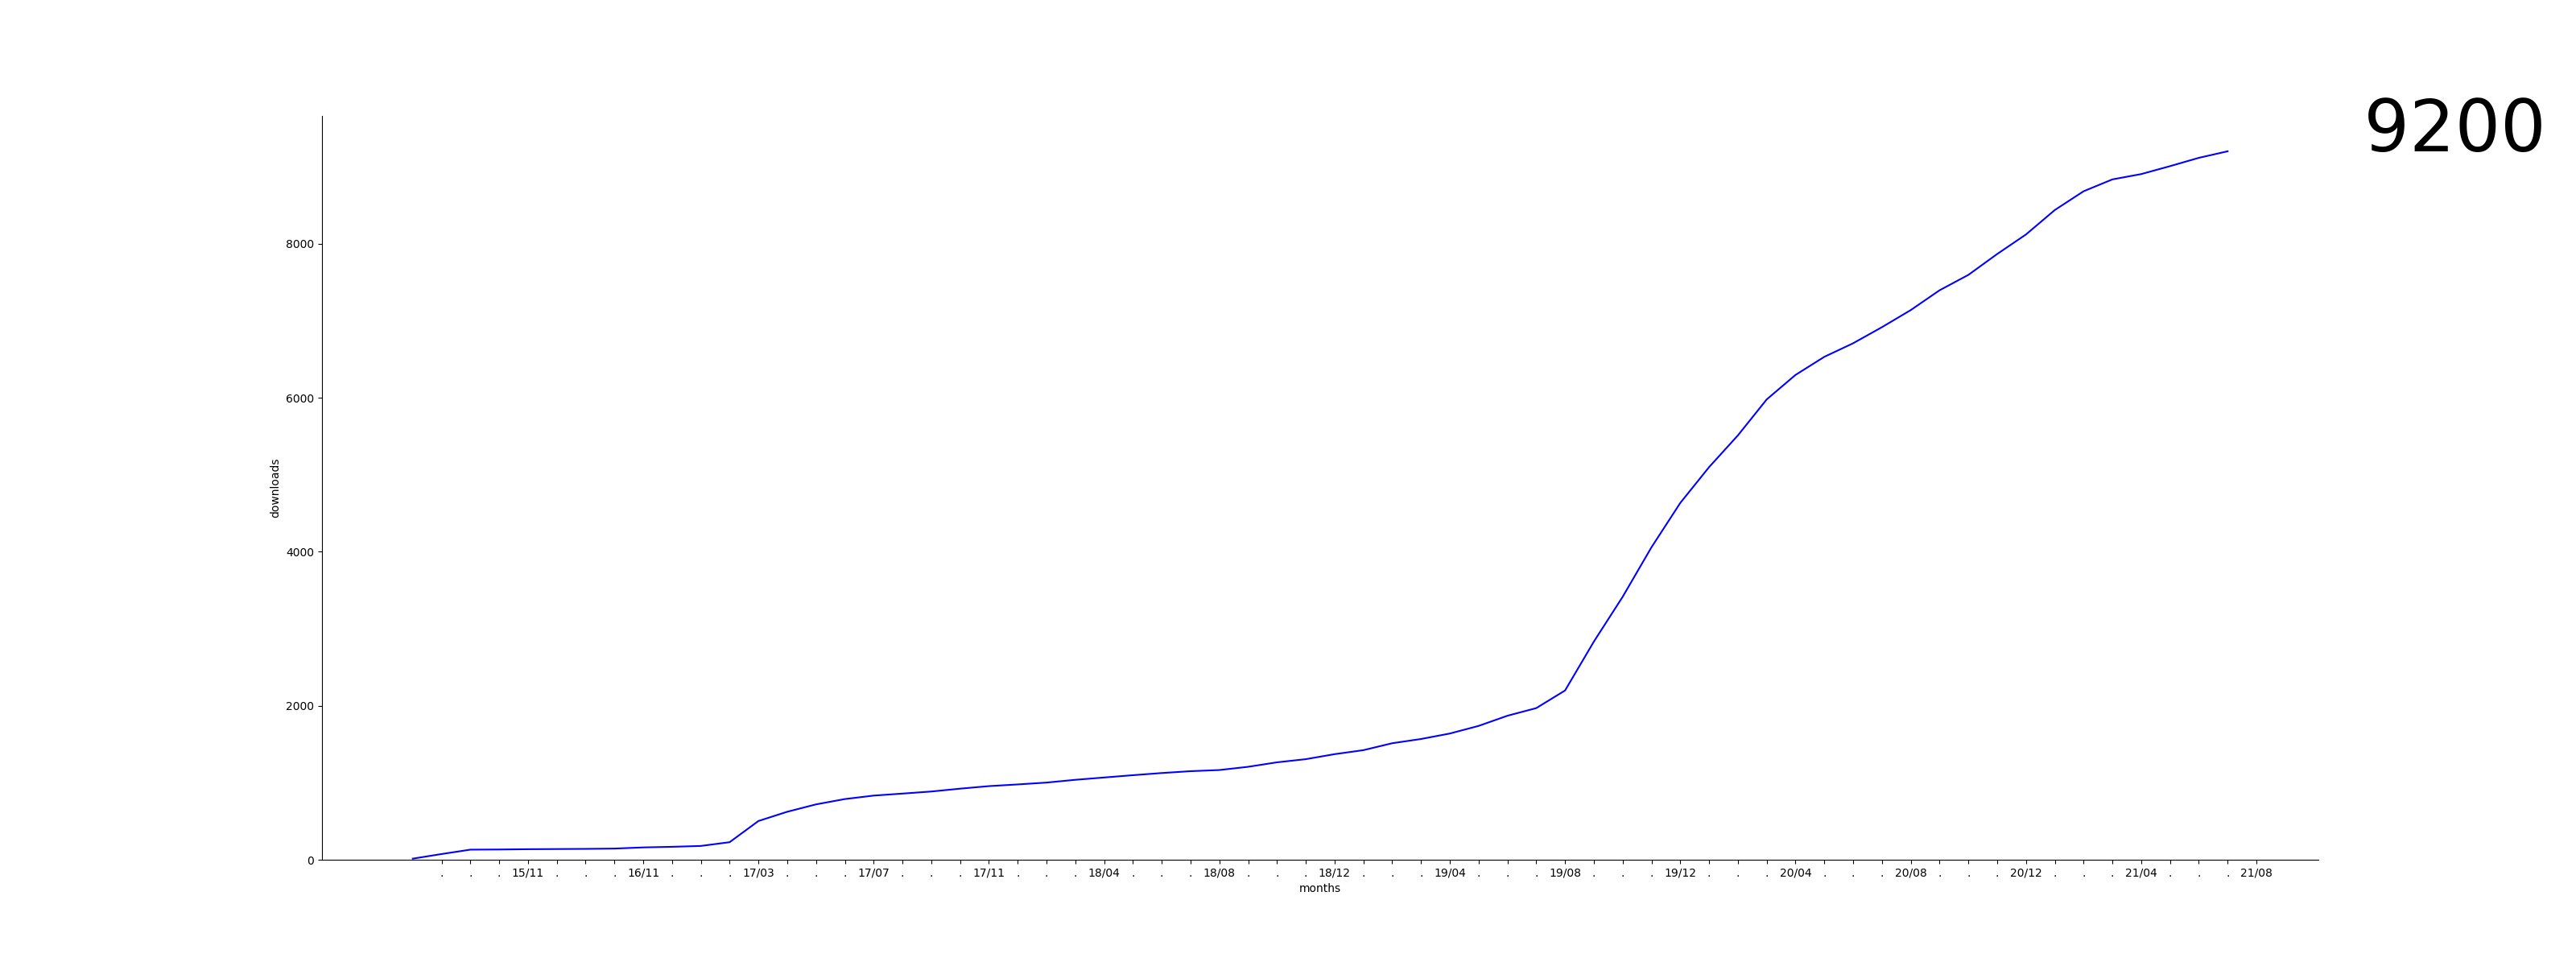 9200
8000
6000
4000
2000
0
downloads
. . . 15/11 . . . 16/11 . . . 17/03 . . . 17/07 . . . 17/11 . . . 18/04 . . . 18/08 . . . 18/12 . . . 19/04 . . . 19/08 . . . 19/12 . . . 20/04 . . . 20/08 . . . 20/12 . . . 21/04 . . . 21/08
months